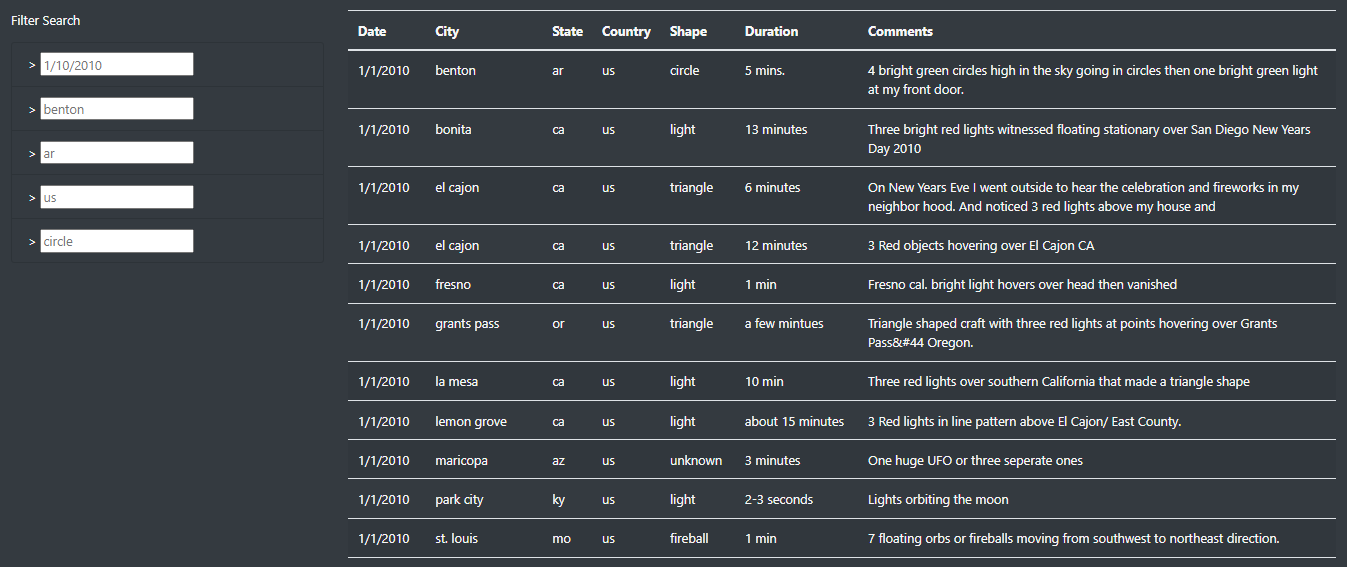 Filter Search
> 1/10/2010
> benton
> ar
> us
> circle
Date City State Country Shape Duration Comments
1/1/2010 benton ar us circle 5 mins. 4 bright green circles high in the sky going in circles then one bright green light
at my front door.
1/1/2010 bonita ca us light 13 minutes Three bright red lights witnessed floating stationary over San Diego New Years
Day 2010
1/1/2010 el cajon ca us triangle 6 minutes On New Years Eve I went outside to hear the celebration and fireworks in my
neighbor hood. And noticed 3 red lights above my house and
1/1/2010 el cajon ca us triangle 12 minutes 3 Red objects hovering over El Cajon CA
1/1/2010 fresno ca us light 1 min Fresno cal. bright light hovers over head then vanished
1/1/2010 grants pass or us triangle a few mintues Triangle shaped craft with three red lights at points hovering over Grants
Pass&#44 Oregon.
1/1/2010 la mesa ca us light 10 min Three red lights over southern California that made a triangle shape
1/1/2010 lemon grove ca us light about 15 minutes 3 Red lights in line pattern above El Cajon/ East County.
1/1/2010 maricopa az us unknown 3 minutes One huge UFO or three seperate ones
1/1/2010 park city ky us light 2-3 seconds Lights orbiting the moon
1/1/2010 st. louis mo us fireball 1 min 7 floating orbs or fireballs moving from southwest to northeast direction.